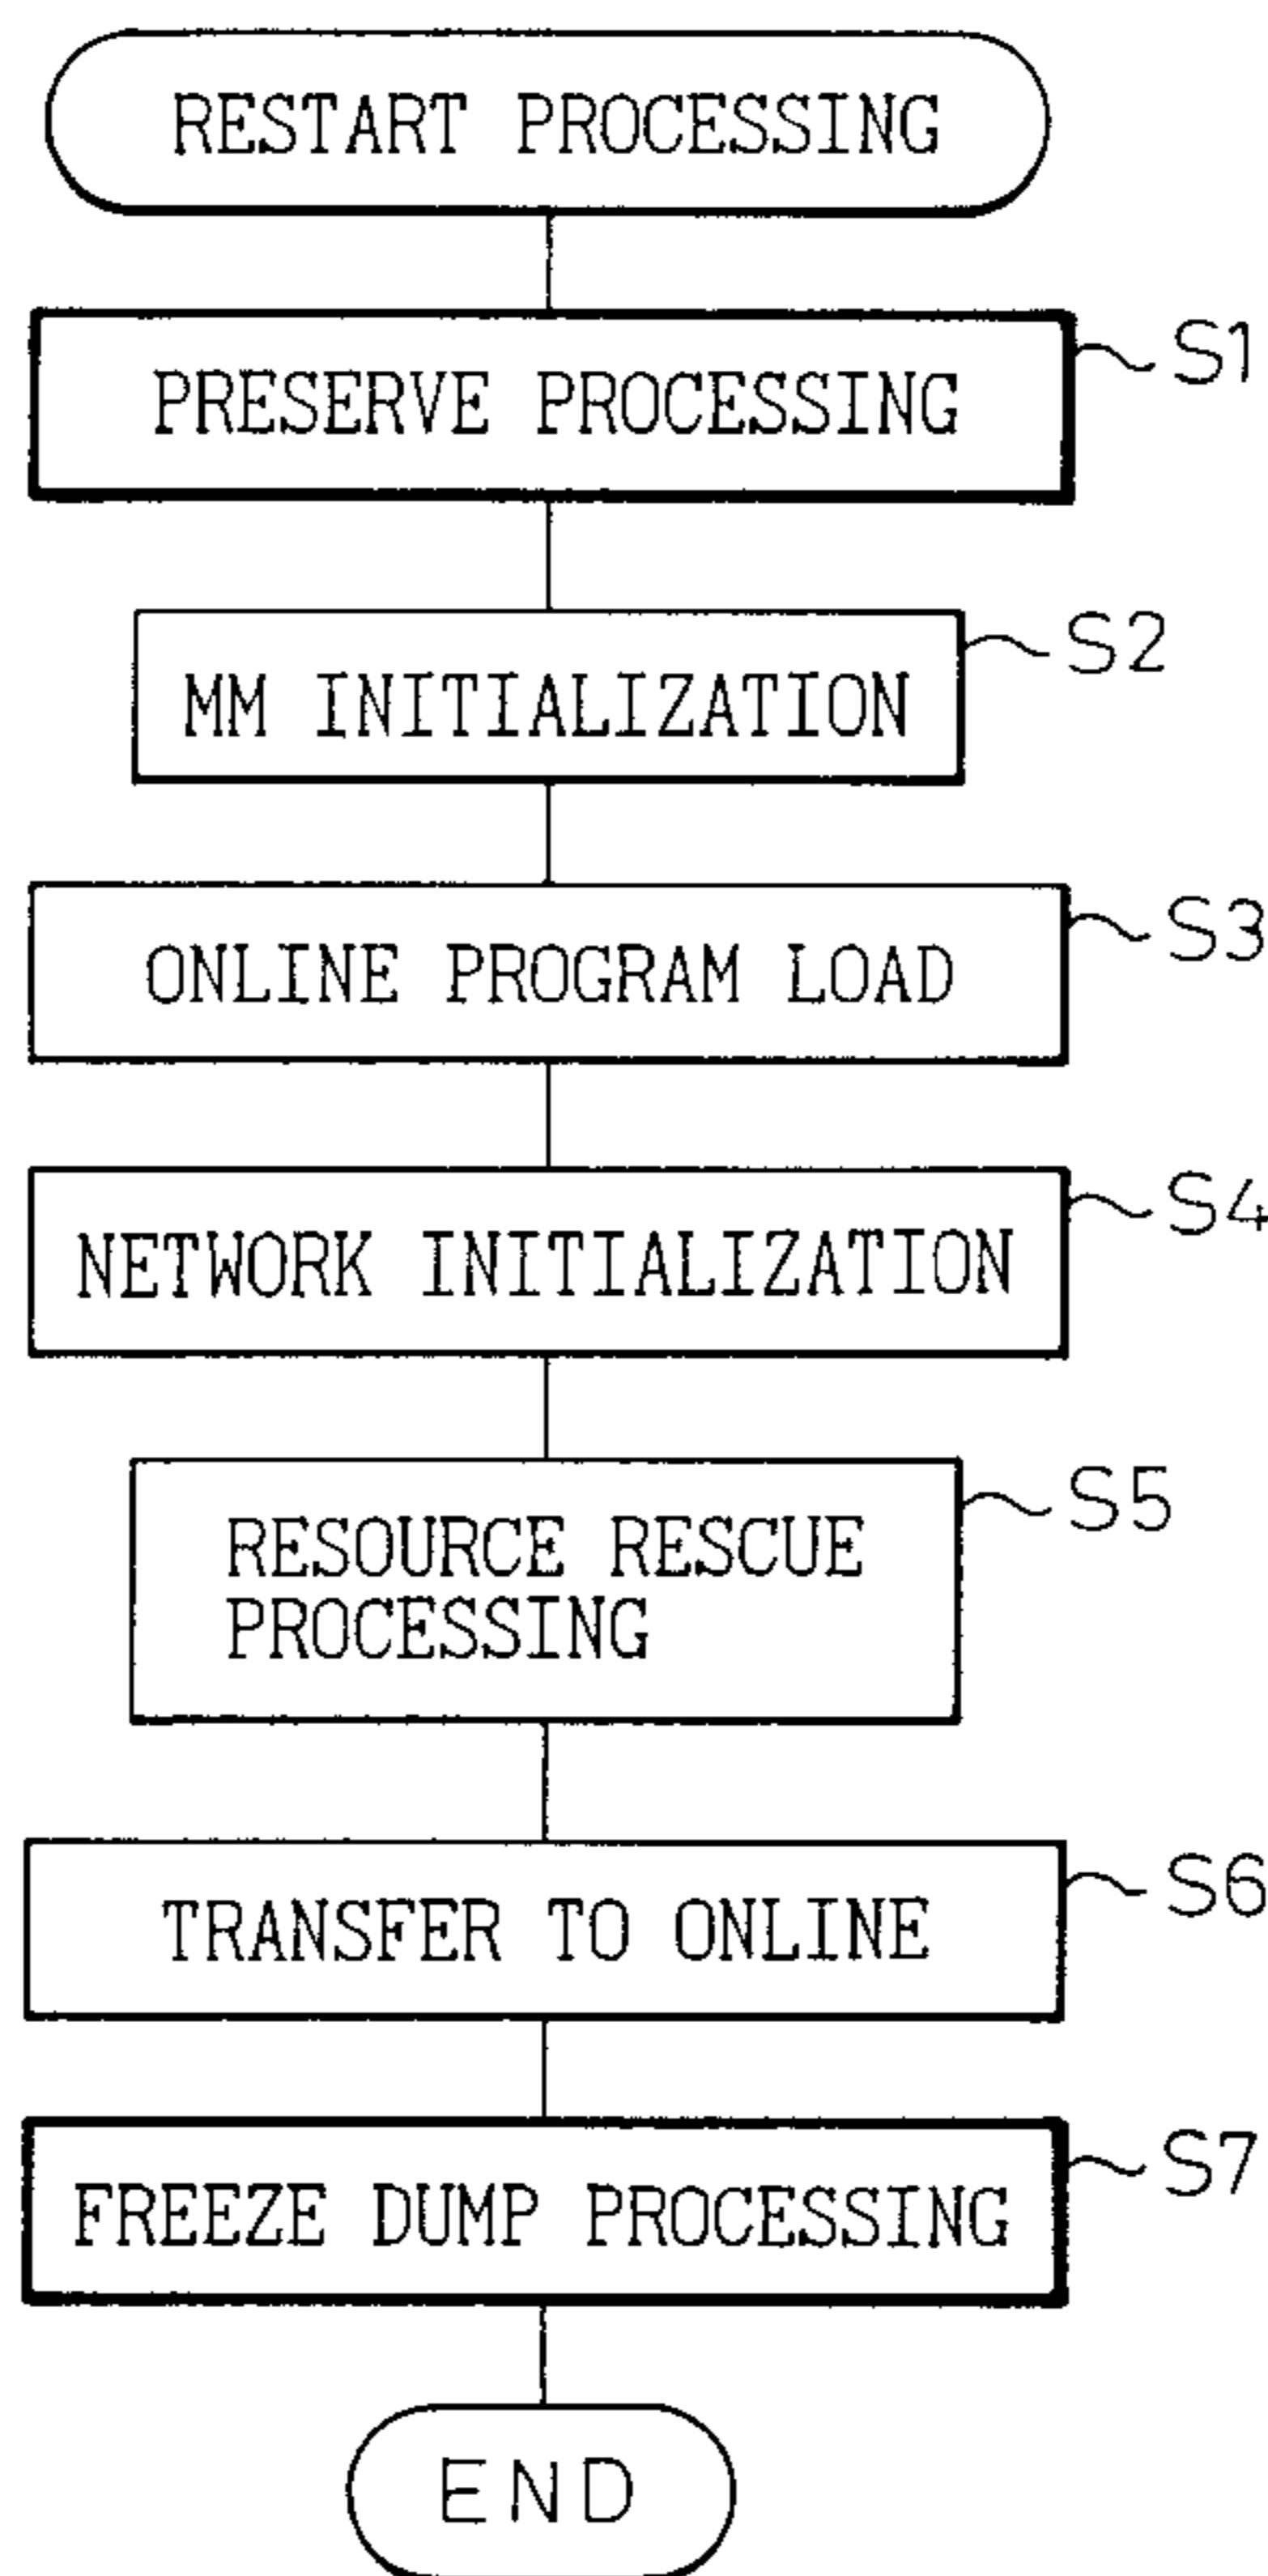 RESTART PROCESSING
PRESERVE PROCESSING
S1
MM INITIALIZATION
S2
ONLINE PROGRAM LOAD
S3
NETWORK INITIALIZATION
S4
RESOURCE RESCUE
PROCESSING
S5
TRANSFER TO ONLINE
S6
FREEZE DUMP PROCESSING
S7
END